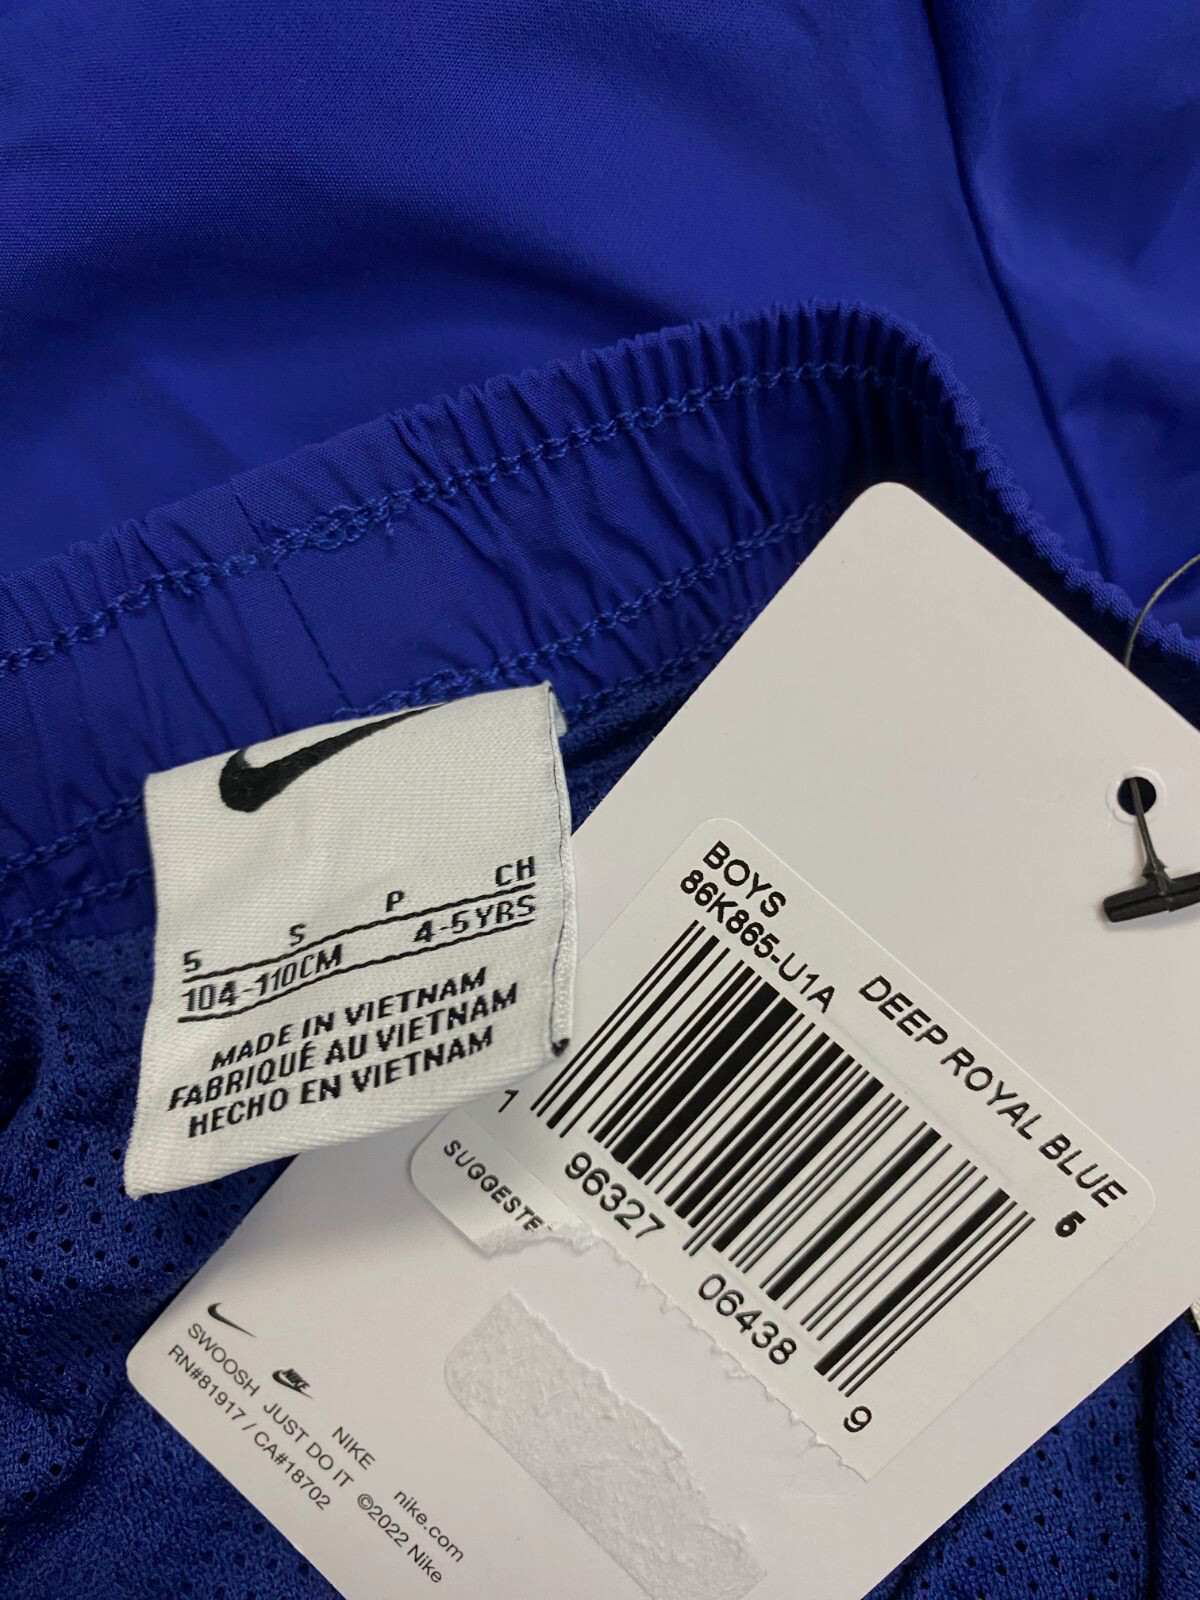 5 S P CH
104-110CM 4-5YRS
MADE IN VIETNAM
FABRIQUÉ AU VIETNAM
HECHO EN VIETNAM
BOYS
86K865-U1A DEEP ROYAL BLUE
5
1 96327 06438 9
SUGGESTE
SWOOSH NIKE nike.com
NIKE JUST DO IT ©2022 Nike
RN#81917 / CA#18702